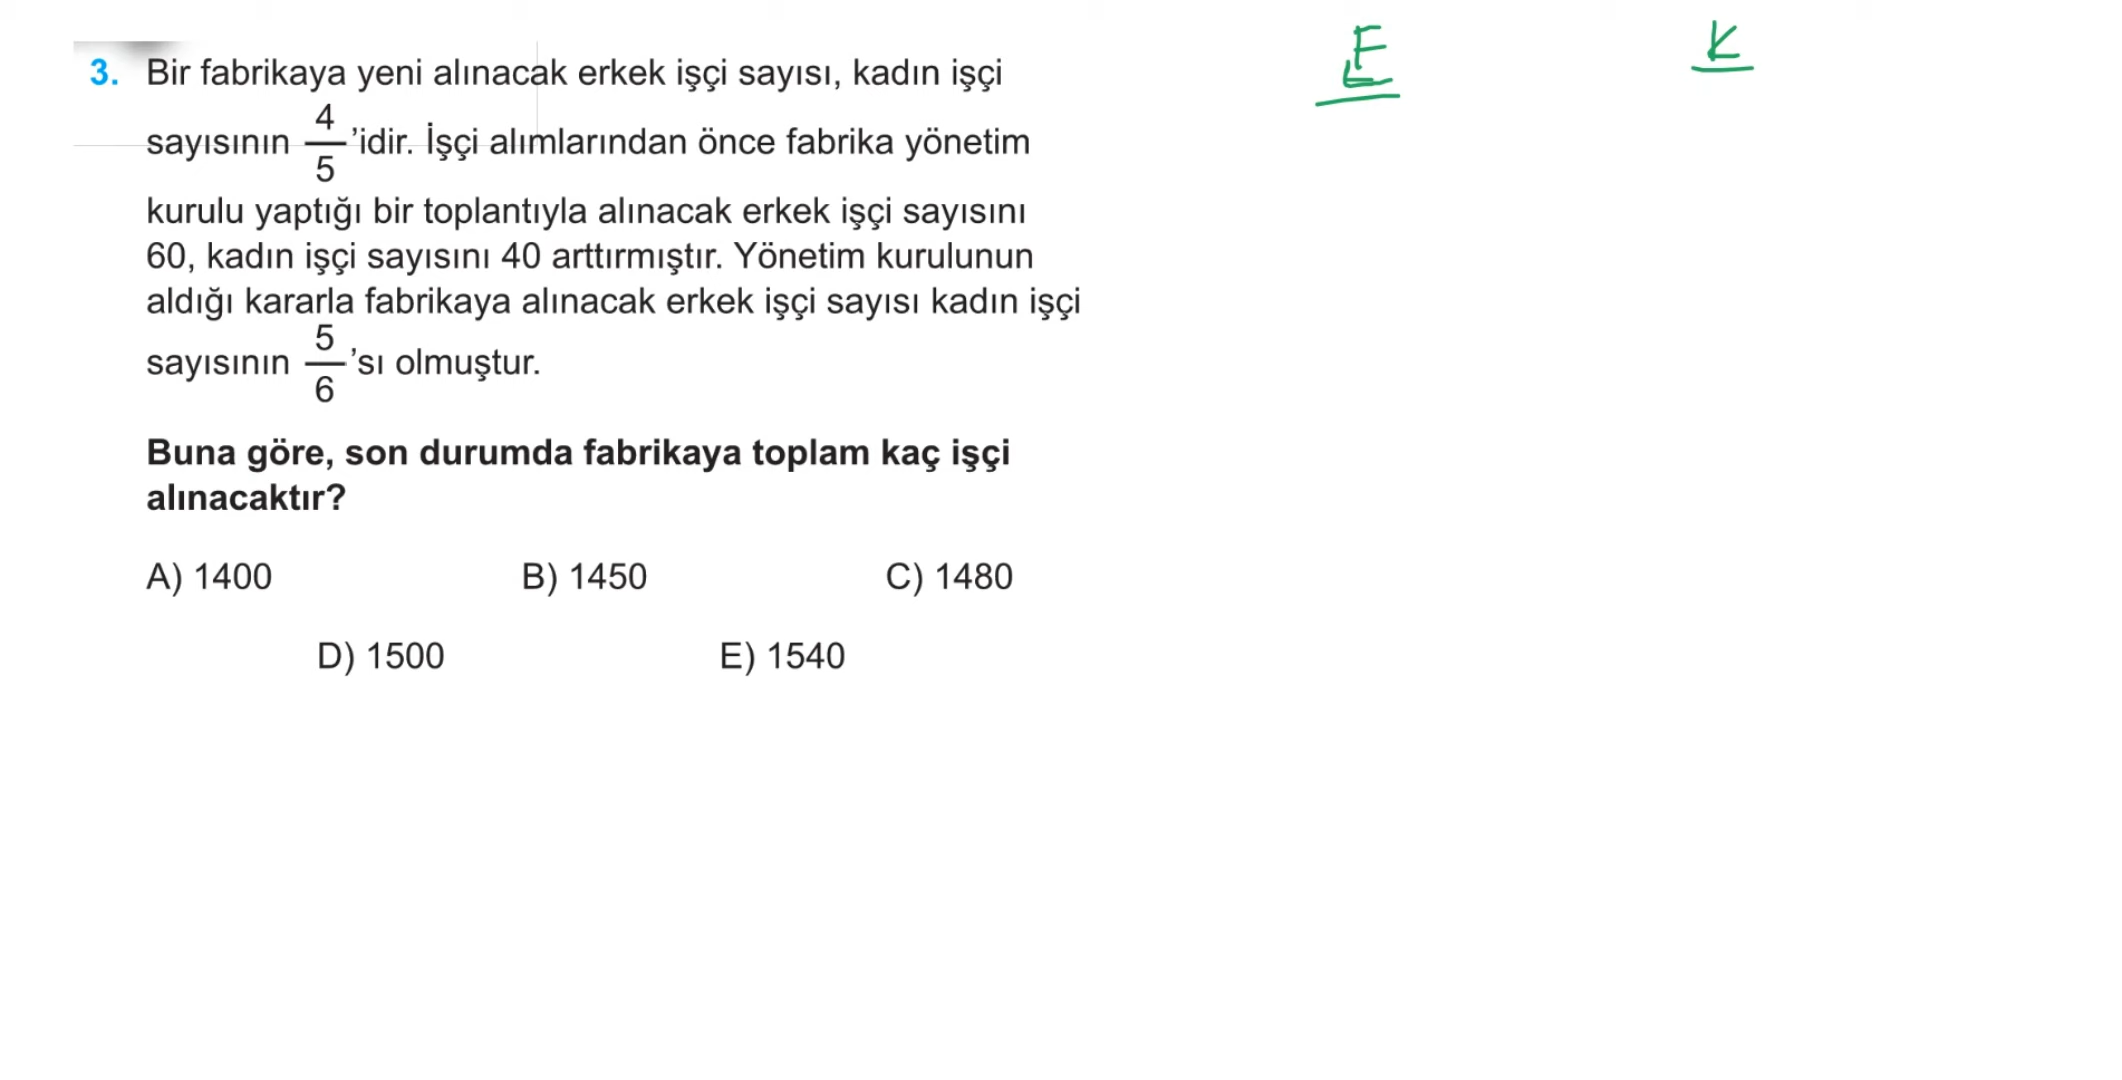 3. Bir fabrikaya yeni alınacak erkek işçi sayısı, kadın işçi
sayısının 4/5 'idir. İşçi alımlarından önce fabrika yönetim
kurulu yaptığı bir toplantıyla alınacak erkek işçi sayısını
60, kadın işçi sayısını 40 arttırmıştır. Yönetim kurulunun
aldığı kararla fabrikaya alınacak erkek işçi sayısı kadın işçi
sayısının 5/6 'sı olmuştur.
Buna göre, son durumda fabrikaya toplam kaç işçi
alınacaktır?
A) 1400 B) 1450 C) 1480
D) 1500 E) 1540
E K